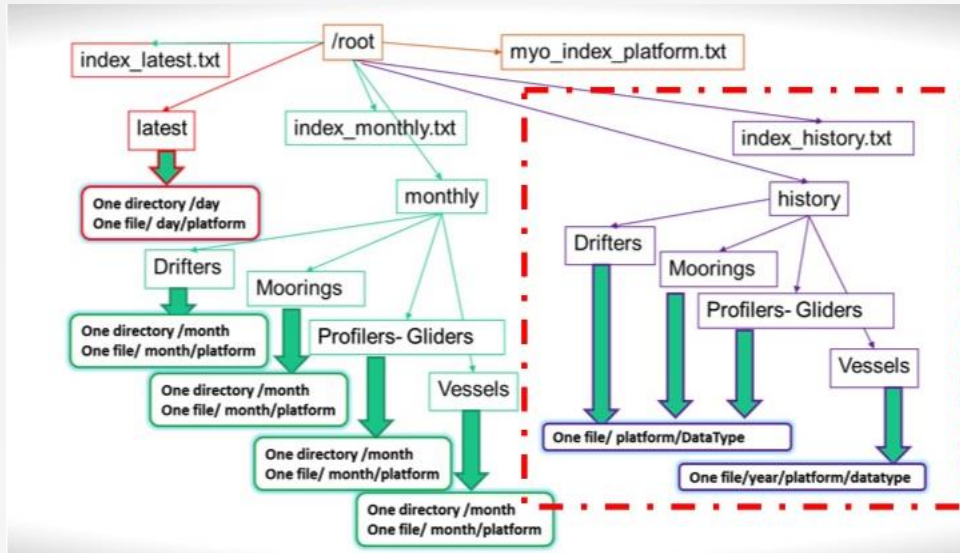 /root
index_latest.txt
myo_index_platform.txt
latest
index_monthly.txt
index_history.txt
One directory /day
One file/ day/platform
monthly
history
Drifters
Moorings
Profilers- Gliders
Vessels
One directory /month
One file/ month/platform
One directory /month
One file/ month/platform
One directory /month
One file/ month/platform
One directory /month
One file/ month/platform
Drifters
Moorings
Profilers- Gliders
Vessels
One file/ platform/DataType
One file/year/platform/datatype